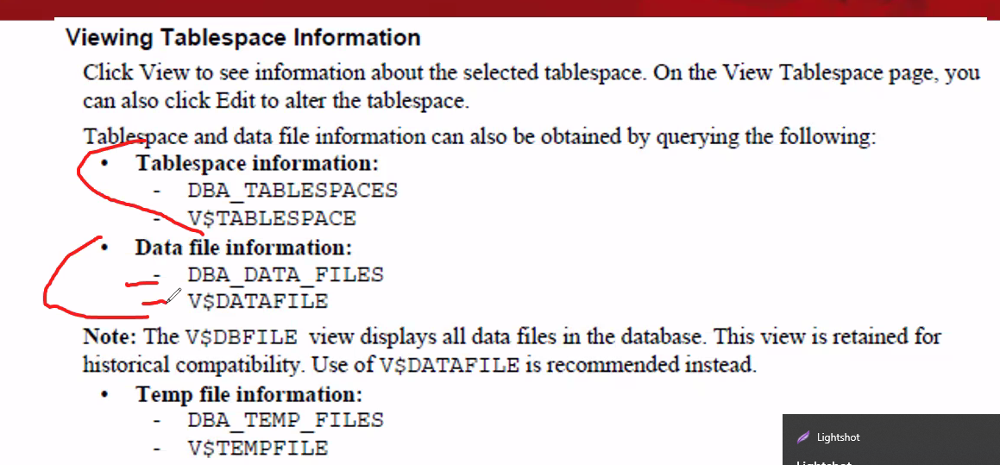 Viewing Tablespace Information
Click View to see information about the selected tablespace. On the View Tablespace page, you
can also click Edit to alter the tablespace.
Tablespace and data file information can also be obtained by querying the following:
• Tablespace information:
- DBA_TABLESPACES
- V$TABLESPACE
• Data file information:
- DBA_DATA_FILES
- V$DATAFILE
Note: The V$DBFILE view displays all data files in the database. This view is retained for
historical compatibility. Use of V$DATAFILE is recommended instead.
• Temp file information:
- DBA_TEMP_FILES
- V$TEMPFILE
Lightshot
Lightshot